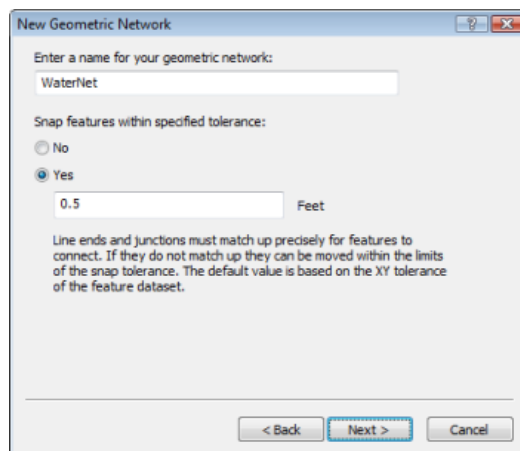 New Geometric Network
Enter a name for your geometric network:
WaterNet
Snap features within specified tolerance:
No
Yes
0.5 Feet
Line ends and junctions must match up precisely for features to
connect. If they do not match up they can be moved within the limits
of the snap tolerance. The default value is based on the XY tolerance
of the feature dataset.
< Back Next > Cancel